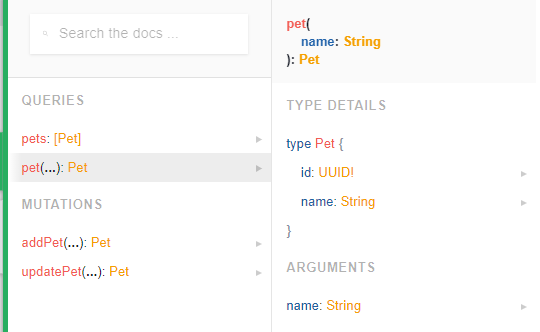 Search the docs ...
QUERIES
pets: [Pet]
pet(...): Pet
MUTATIONS
addPet(...): Pet
updatePet(...): Pet
pet(
name: String
): Pet
TYPE DETAILS
type Pet {
id: UUID!
name: String
}
ARGUMENTS
name: String